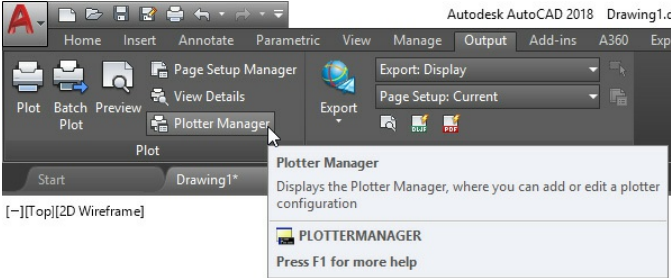 Autodesk AutoCAD 2018 Drawing1.d
Home Insert Annotate Parametric View Manage Output Add-ins A360 Exp
Plot
Batch Plot
Preview
Page Setup Manager
View Details
Plotter Manager
Export
Export: Display
Page Setup: Current
DWF
PDF
Plot
Start
Drawing1*
Plotter Manager
Displays the Plotter Manager, where you can add or edit a plotter
configuration
PLOTTERMANAGER
Press F1 for more help
[−][Top][2D Wireframe]